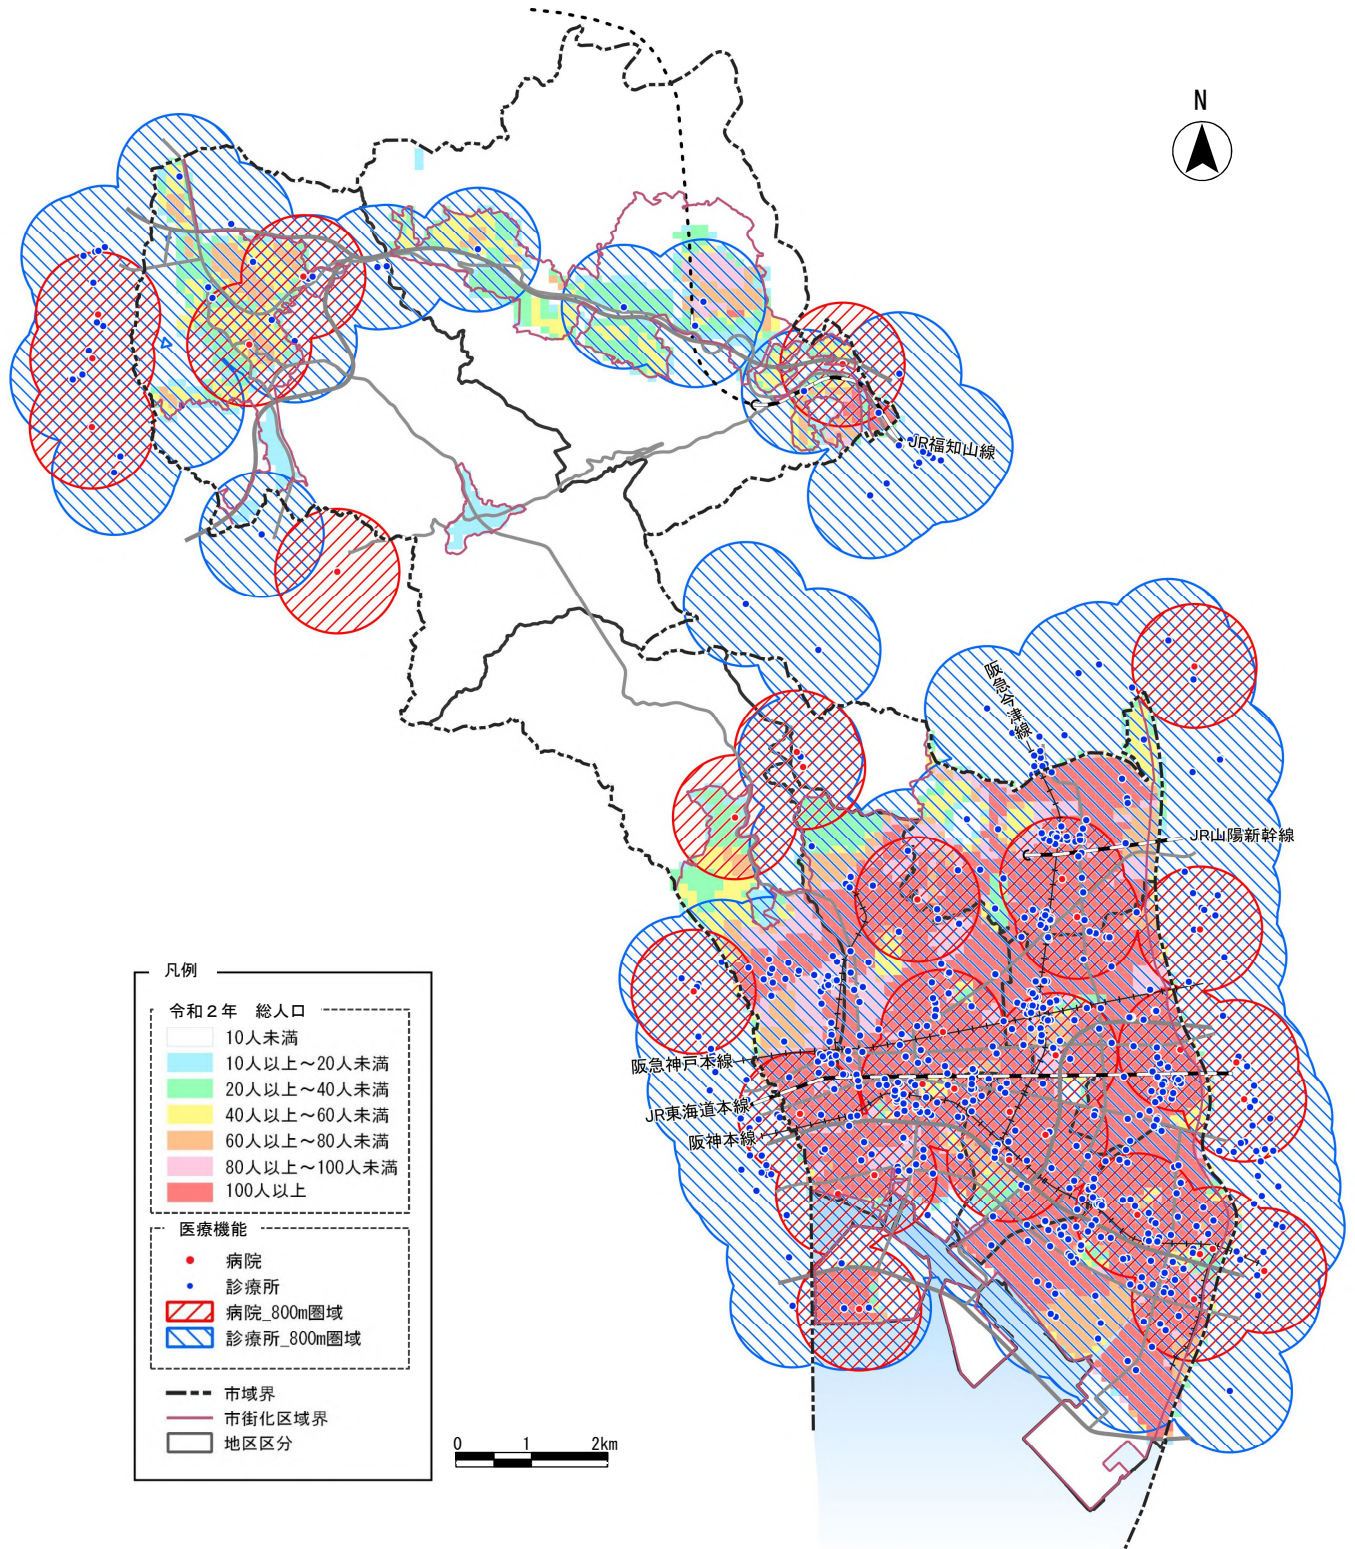 N
JR福知山線
阪急今津線
JR山陽新幹線
阪急神戸本線
JR東海道本線
阪神本線
凡例
令和2年 総人口
10人未満
10人以上～20人未満
20人以上～40人未満
40人以上～60人未満
60人以上～80人未満
80人以上～100人未満
100人以上
医療機能
病院
診療所
病院_800m圏域
診療所_800m圏域
市域界
市街化区域界
地区区分
0 1 2km